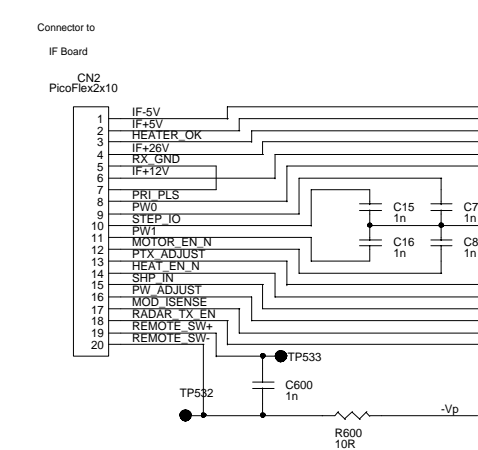 Connector to
IF Board
CN2
PicoFlex2x10
1 IF-5V
2 IF+5V
3 HEATER_OK
4 IF+26V
5 RX_GND
6 IF+12V
7
8 PRI_PLS
9 PW0
10 STEP_IO
11 PW1
12 MOTOR_EN_N
13 PTX_ADJUST
14 HEAT_EN_N
15 SHP_IN
16 PW_ADJUST
17 MOD_ISENSE
18 RADAR_TX_EN
19 REMOTE_SW+
20 REMOTE_SW-
C15
1n
C7
1n
C16
1n
C8
1n
TP533
C600
1n
TP532
-Vp
R600
10R